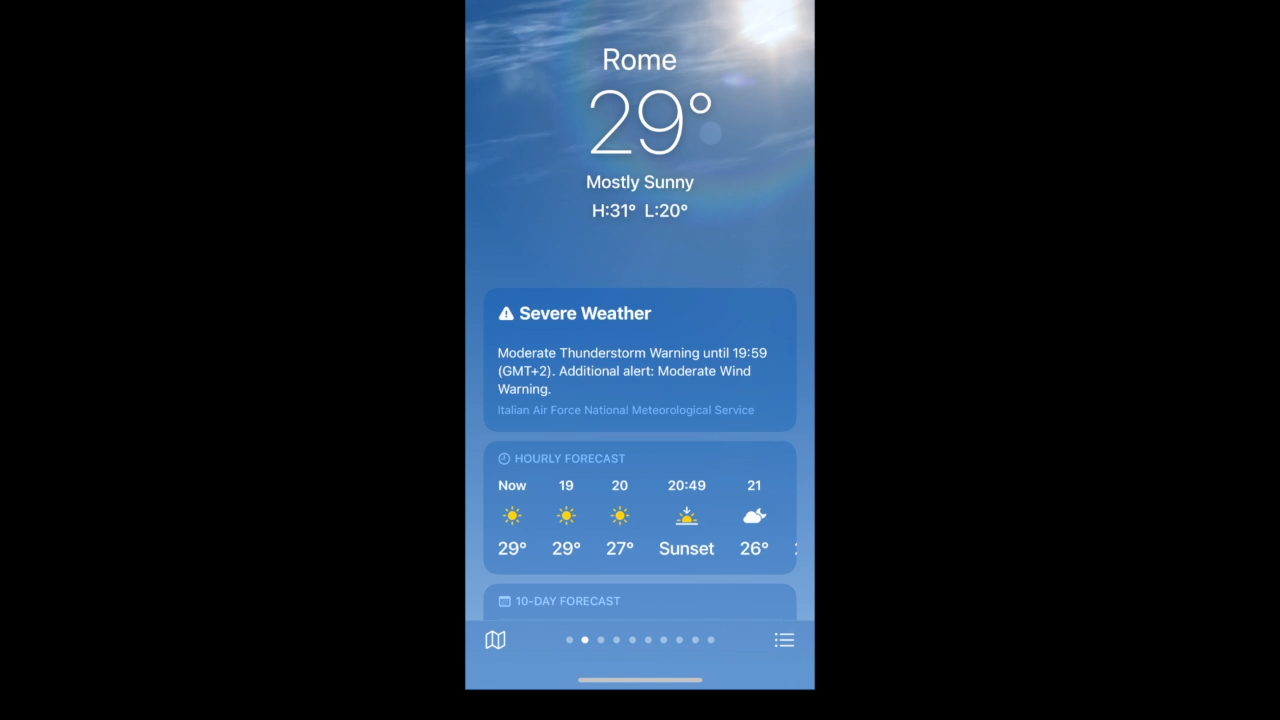 Rome
29°
Mostly Sunny
H:31° L:20°
Severe Weather
Moderate Thunderstorm Warning until 19:59
(GMT+2). Additional alert: Moderate Wind
Warning.
Italian Air Force National Meteorological Service
HOURLY FORECAST
Now 19 20 20:49 21
29° 29° 27° Sunset 26°
10-DAY FORECAST